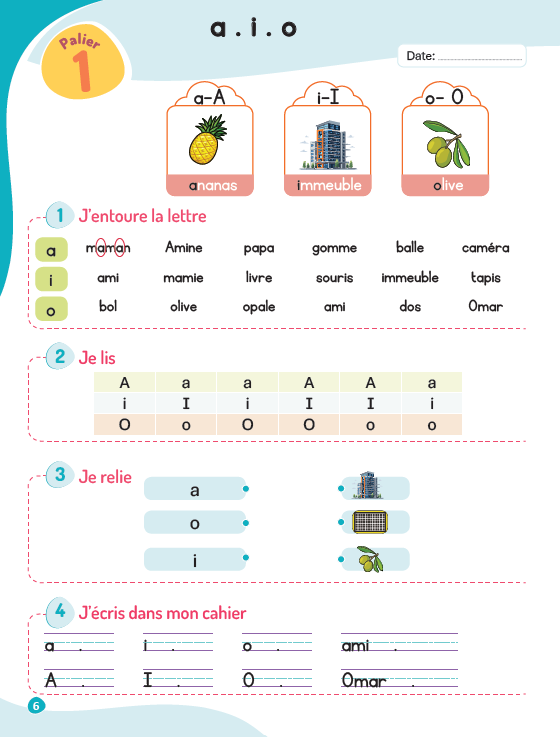 a . i . o
Palier
1
Date:
a-A
i-I
o- O
ananas
immeuble
olive
1 J'entoure la lettre
a maman Amine papa gomme balle caméra
i ami mamie livre souris immeuble tapis
o bol olive opale ami dos Omar
2 Je lis
A a a A A a
i I i I I i
O o O O o o
3 Je relie
a
o
i
4 J'écris dans mon cahier
a . i . o . ami .
A . I . O . Omar .
6